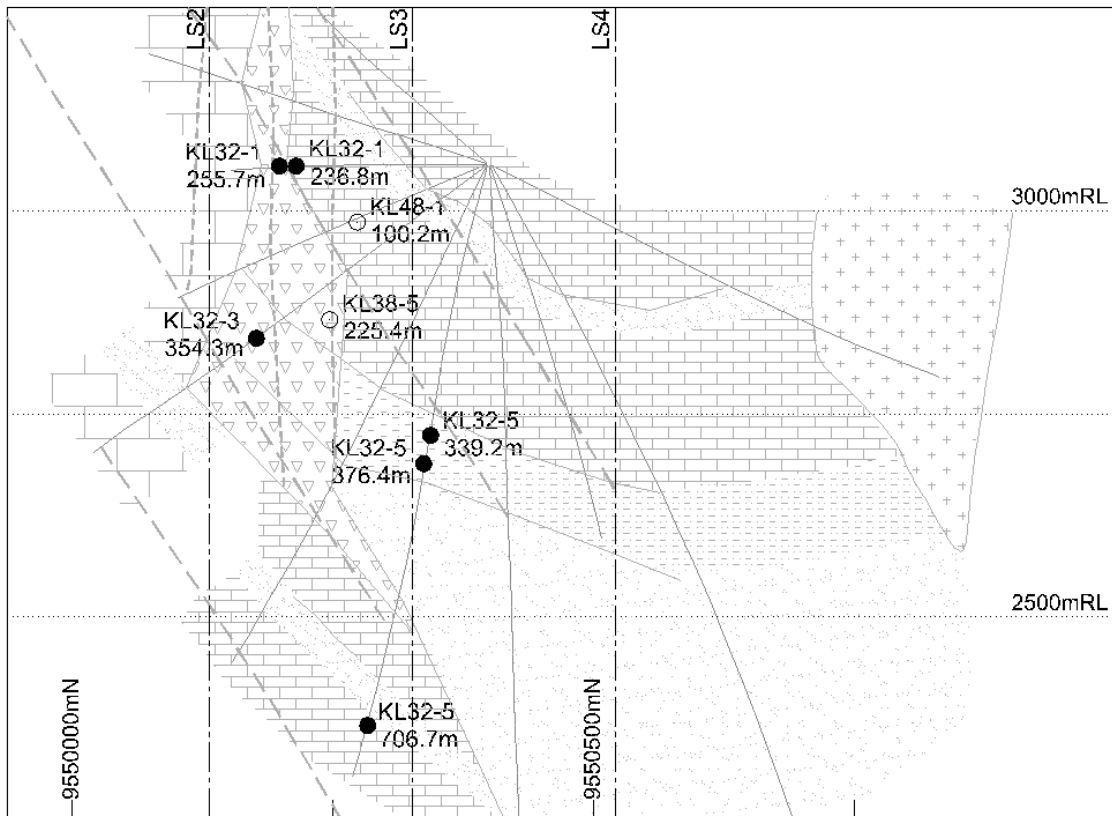 LS2
LS3
LS4
KL32-1
255.7m
KL32-1
236.8m
KL48-1
100.2m
3000mRL
KL32-3
354.3m
KL38-5
225.4m
KL32-5
339.2m
KL32-5
376.4m
2500mRL
9550000mN
9550500mN
KL32-5
706.7m